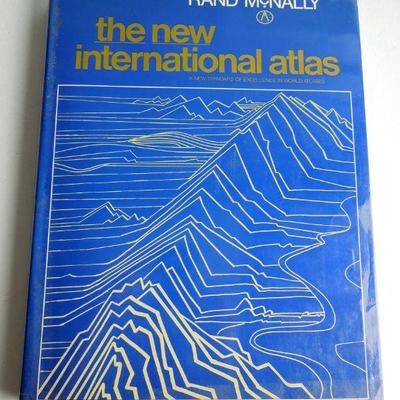 RAND McNALLY
the new
international atlas
A NEW STANDARD OF EXCELLENCE IN WORLD ATLASES